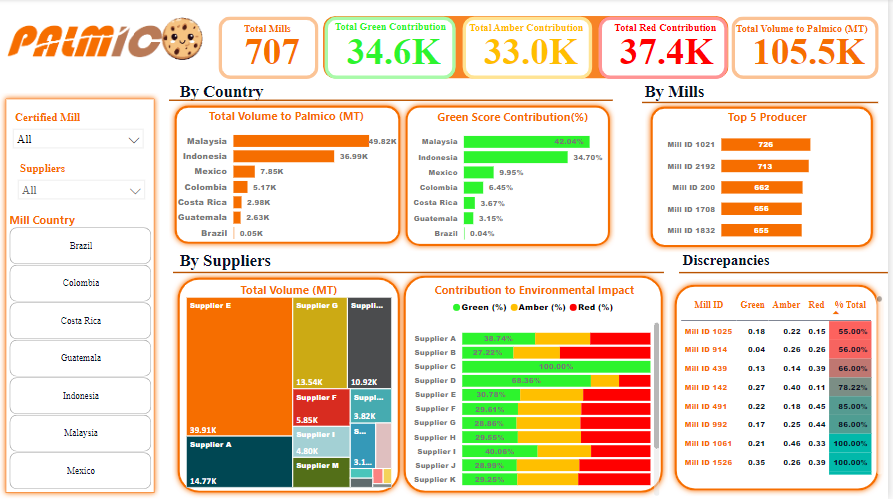 PALMICO
Total Mills
707
Total Green Contribution
34.6K
Total Amber Contribution
33.0K
Total Red Contribution
37.4K
Total Volume to Palmico (MT)
105.5K
Certified Mill
All
Suppliers
All
Mill Country
Brazil
Colombia
Costa Rica
Guatemala
Indonesia
Malaysia
Mexico
By Country
Total Volume to Palmico (MT)
Malaysia 49.82K
Indonesia 36.99K
Mexico 7.85K
Colombia 5.17K
Costa Rica 2.98K
Guatemala 2.63K
Brazil 0.05K
Green Score Contribution(%)
Malaysia 42.04%
Indonesia 34.70%
Mexico 9.95%
Colombia 6.45%
Costa Rica 3.67%
Guatemala 3.15%
Brazil 0.04%
By Mills
Top 5 Producer
Mill ID 1021 726
Mill ID 2192 713
Mill ID 200 662
Mill ID 1708 656
Mill ID 1832 655
By Suppliers
Total Volume (MT)
Supplier E
39.91K
Supplier A
14.77K
Supplier G
13.54K
Suppli...
10.92K
Supplier F
5.85K
Supplier I
4.80K
Supplier M
Suppli...
3.82K
S...
3.1...
Contribution to Environmental Impact
Green (%) Amber (%) Red (%)
Supplier A 38.74%
Supplier B 27.22%
Supplier C 100.00%
Supplier D 68.36%
Supplier E 30.78%
Supplier F 29.61%
Supplier G 28.86%
Supplier H 29.55%
Supplier I 40.06%
Supplier J 28.99%
Supplier K 29.25%
Discrepancies
Mill ID Green Amber Red % Total
Mill ID 1025 0.18 0.22 0.15 55.00%
Mill ID 914 0.04 0.26 0.26 56.00%
Mill ID 439 0.13 0.14 0.39 66.00%
Mill ID 142 0.27 0.40 0.11 78.22%
Mill ID 491 0.22 0.18 0.45 85.00%
Mill ID 992 0.17 0.25 0.44 86.00%
Mill ID 1061 0.21 0.46 0.33 100.00%
Mill ID 1526 0.35 0.26 0.39 100.00%